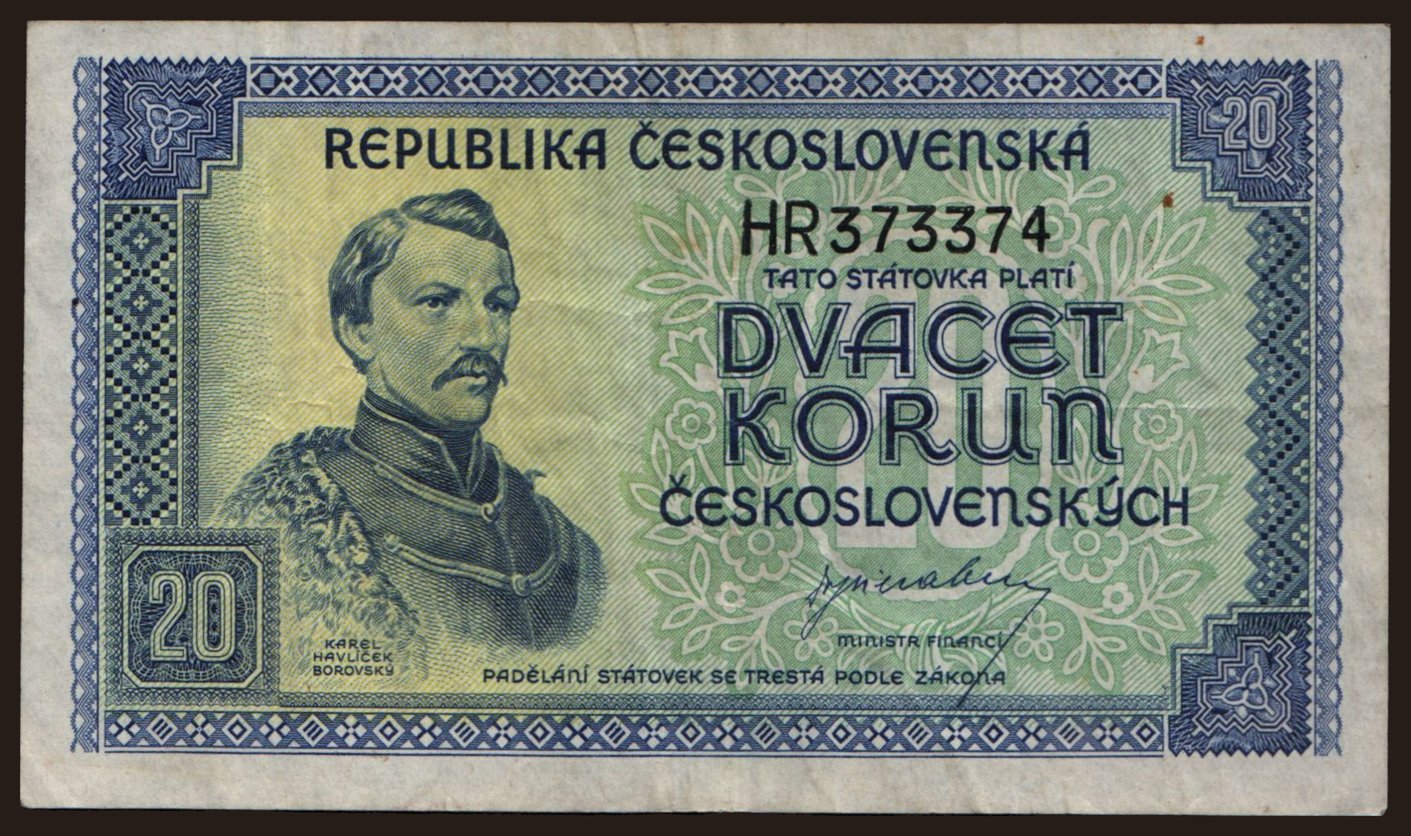 20
REPUBLIKA ČESKOSLOVENSKÁ
HR373374
TATO STÁTOVKA PLATÍ
DVACET
KORUN
ČESKOSLOVENSKÝCH
20
20
MINISTR FINANCÍ
KAREL
HAVLÍČEK
BOROVSKÝ
PADĚLÁNÍ STÁTOVEK SE TRESTÁ PODLE ZÁKONA